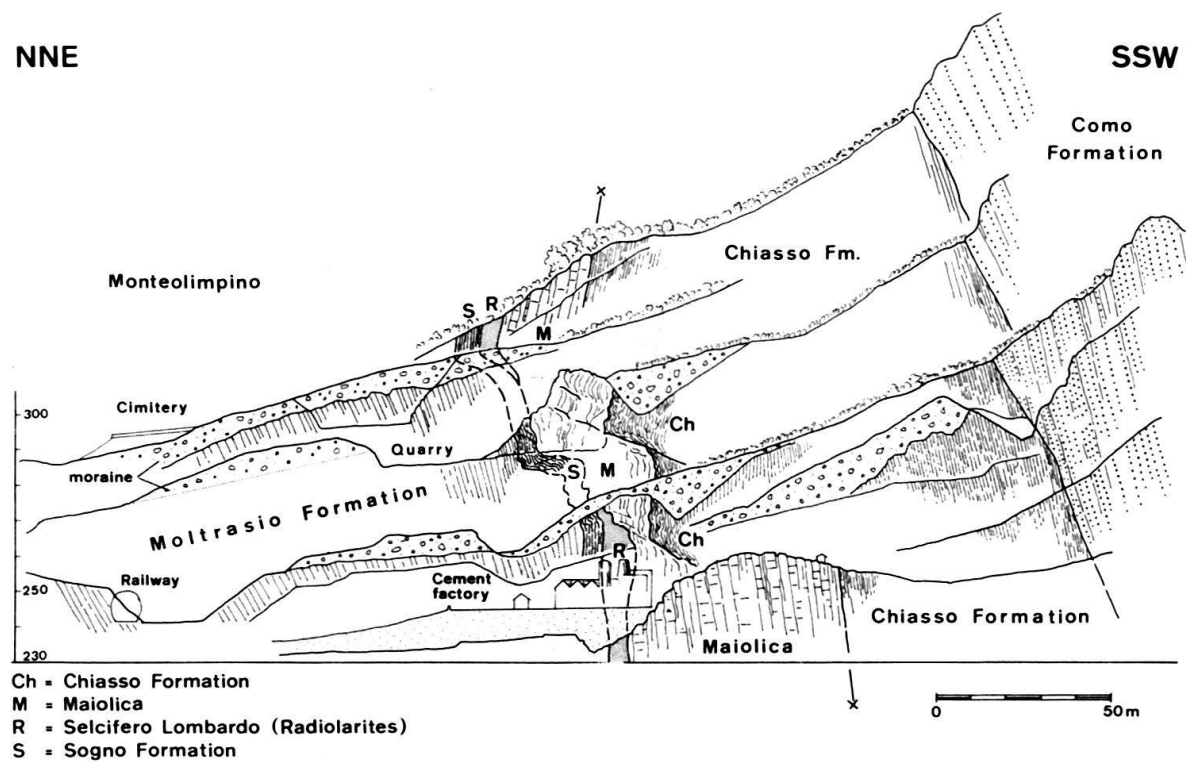 NNE
SSW
Como
Formation
x
Chiasso Fm.
Monteolimpino
S
R
M
300
Cimitery
Quarry
Ch
moraine
S
M
Moltrasio Formation
Ch
R
250
Railway
Cement
factory
Chiasso Formation
Maiolica
230
x
Ch = Chiasso Formation
M = Maiolica
R = Selcifero Lombardo (Radiolarites)
S = Sogno Formation
0
50m